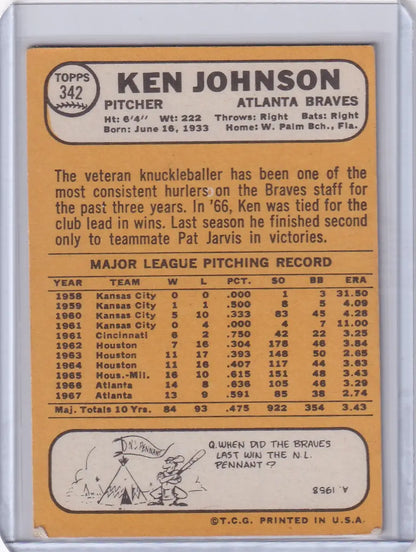 TOPPS
342
KEN JOHNSON
PITCHER ATLANTA BRAVES
Ht: 6'4" Wt: 222 Throws: Right Bats: Right
Born: June 16, 1933 Home: W. Palm Bch., Fla.
The veteran knuckleballer has been one of the
most consistent hurlers on the Braves staff for
the past three years. In '66, Ken was tied for the
club lead in wins. Last season he finished second
only to teammate Pat Jarvis in victories.
MAJOR LEAGUE PITCHING RECORD
YEAR TEAM W L PCT. SO BB ERA
1958 Kansas City 0 0 .000 1 3 31.50
1959 Kansas City 1 1 .500 8 5 4.09
1960 Kansas City 5 10 .333 83 45 4.28
1961 Kansas City 0 4 .000 4 7 11.00
1961 Cincinnati 6 2 .750 42 22 3.25
1962 Houston 7 16 .304 178 46 3.84
1963 Houston 11 17 .393 148 50 2.65
1964 Houston 11 16 .407 117 44 3.63
1965 Hous.-Mil. 16 10 .615 151 48 3.43
1966 Atlanta 14 8 .636 105 46 3.29
1967 Atlanta 13 9 .591 85 38 2.74
Maj. Totals 10 Yrs. 84 93 .475 922 354 3.43
N'S PENNANT
Q. WHEN DID THE BRAVES
LAST WIN THE N.L.
PENNANT?
A. 1958
©T.C.G. PRINTED IN U.S.A.